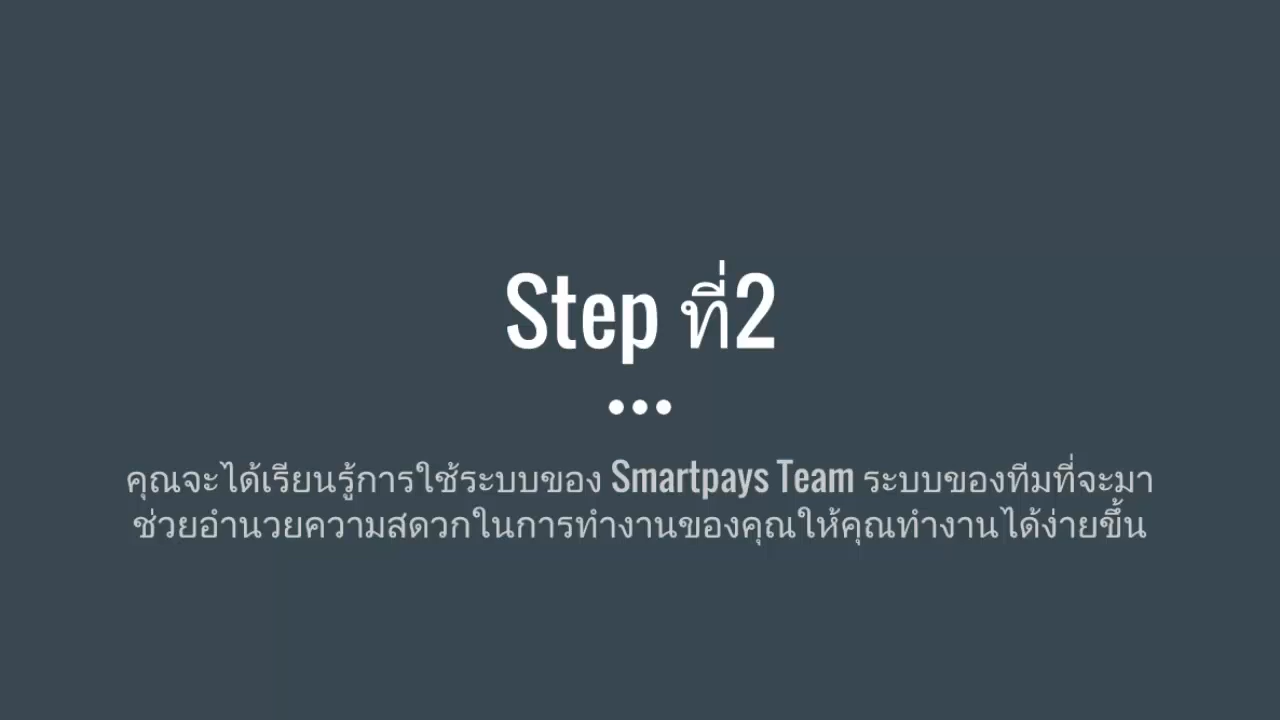 Step ที่2
คุณจะได้เรียนรู้การใช้ระบบของ Smartpays Team ระบบของทีมที่จะมา
ช่วยอำนวยความสดวกในการทำงานของคุณให้คุณทำงานได้ง่ายขึ้น